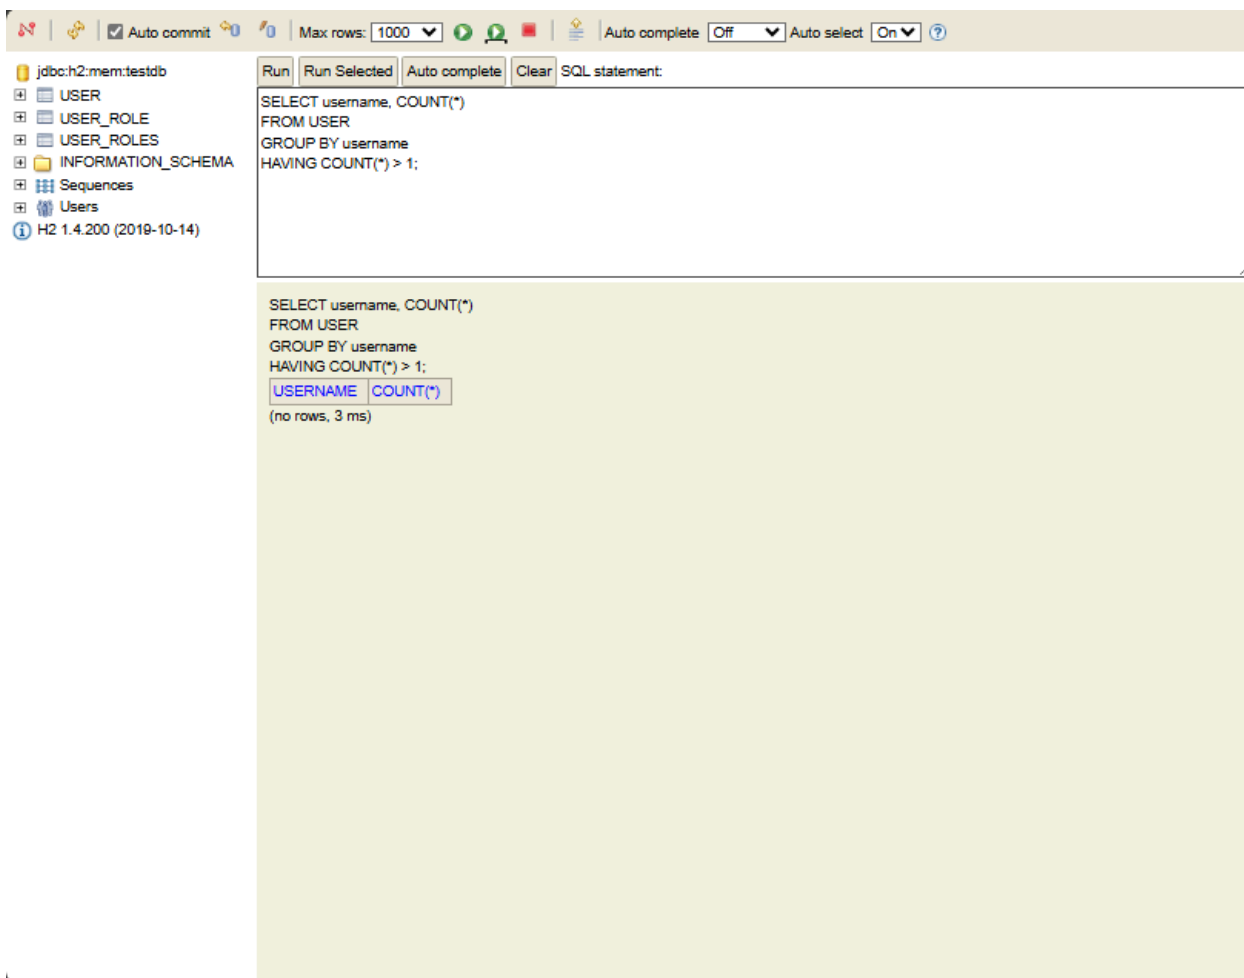 Auto commit Max rows: 1000 Auto complete Off Auto select On
jdbc:h2:mem:testdb
USER
USER_ROLE
USER_ROLES
INFORMATION_SCHEMA
Sequences
Users
H2 1.4.200 (2019-10-14)
Run Run Selected Auto complete Clear SQL statement:
SELECT username, COUNT(*)
FROM USER
GROUP BY username
HAVING COUNT(*) > 1;
SELECT username, COUNT(*)
FROM USER
GROUP BY username
HAVING COUNT(*) > 1;
USERNAME COUNT(*)
(no rows, 3 ms)